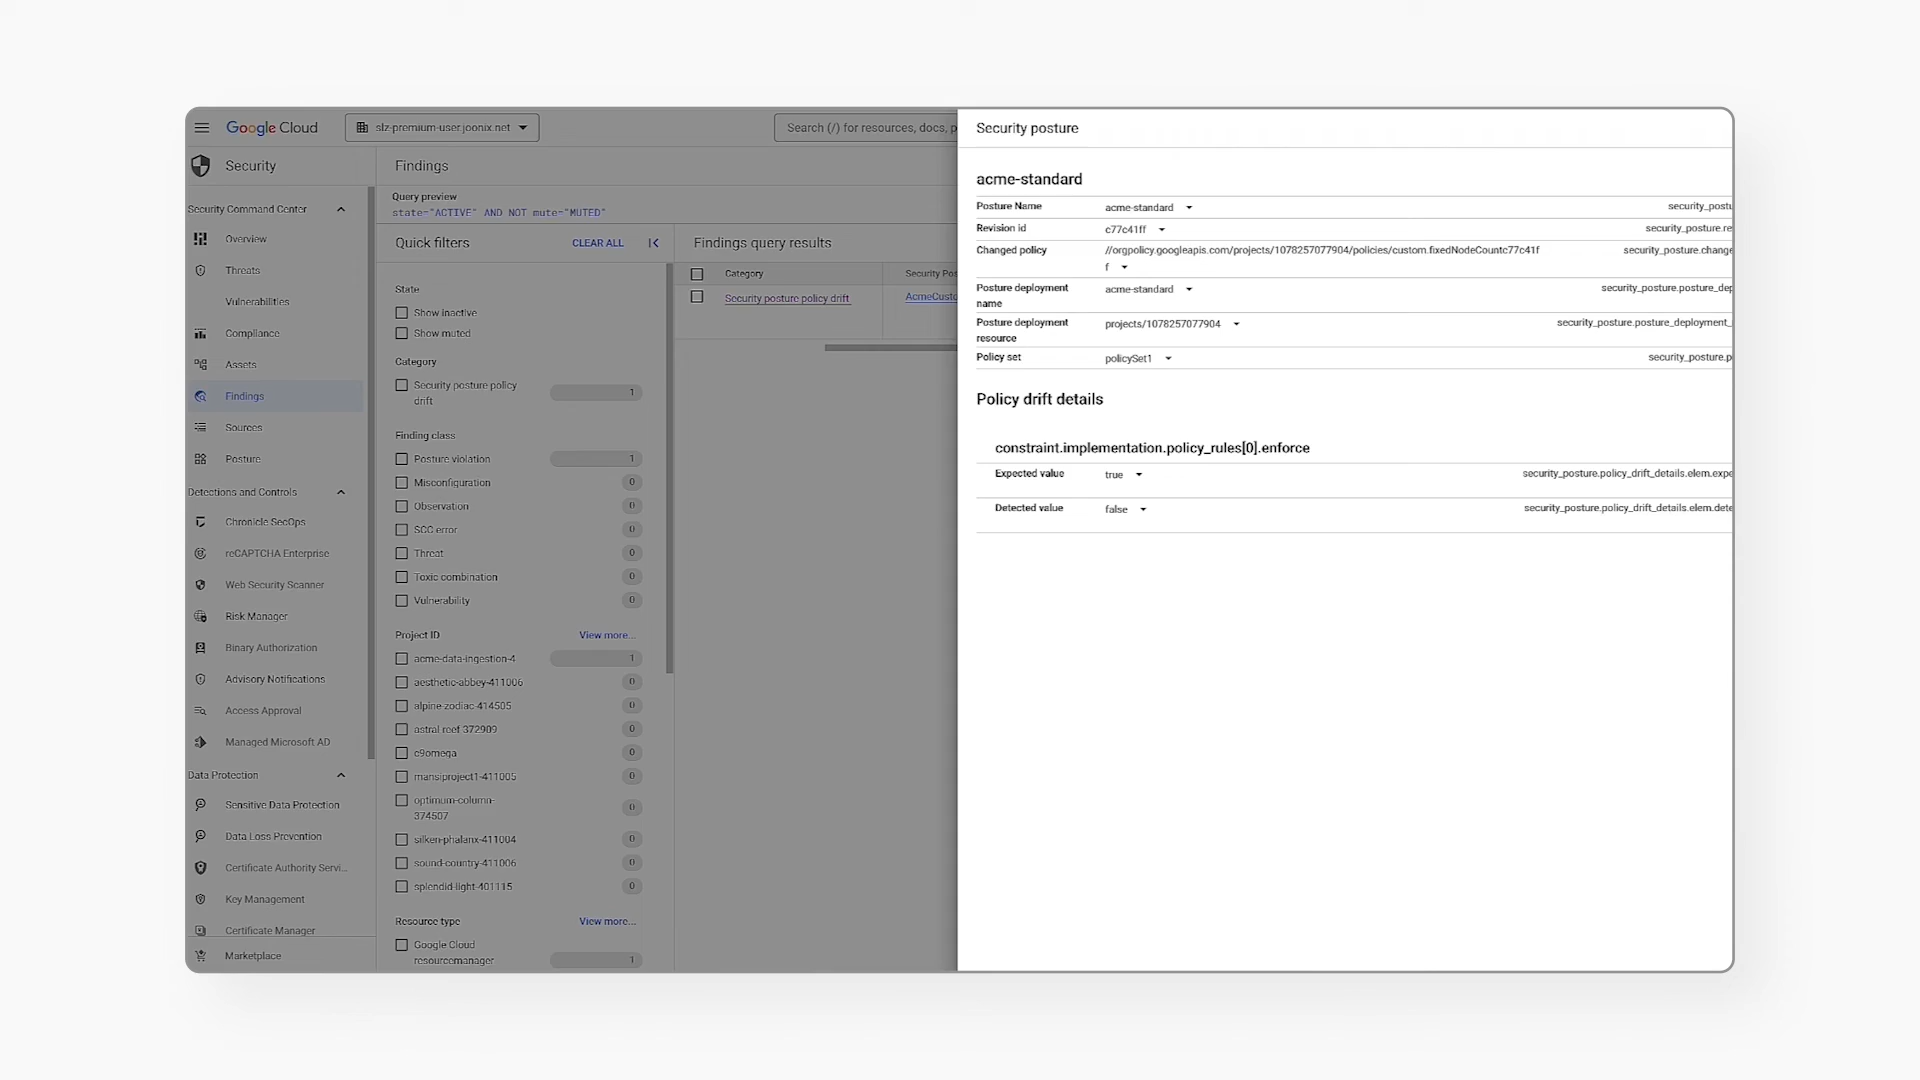 Google Cloud
slz-premium-user.joonix.net
Search (/) for resources, docs, p
Security
Security Command Center
Overview
Threats
Vulnerabilities
Compliance
Assets
Findings
Sources
Posture
Detections and Controls
Chronicle SecOps
reCAPTCHA Enterprise
Web Security Scanner
Risk Manager
Binary Authorization
Advisory Notifications
Access Approval
Managed Microsoft AD
Data Protection
Sensitive Data Protection
Data Loss Prevention
Certificate Authority Servi...
Key Management
Certificate Manager
Marketplace
Findings
Query preview
state="ACTIVE" AND NOT mute="MUTED"
Quick filters
CLEAR ALL
State
Show inactive
Show muted
Category
Security posture policy
drift
1
Finding class
Posture violation 1
Misconfiguration 0
Observation 0
SCC error 0
Threat 0
Toxic combination 0
Vulnerability 0
Project ID View more...
acme-data-ingestion-4 1
aesthetic-abbey-411006 0
alpine-zodiac-414505 0
astral-reef-372909 0
c9omega 0
mansiproject1-411005 0
optimum-column-
374507
0
silken-phalanx-411004 0
sound-country-411006 0
splendid-light-401115 0
Resource type View more...
Google Cloud
resourcemanager
1
Findings query results
Category Security Pos
Security posture policy drift AcmeCusto
Security posture
acme-standard
Posture Name acme-standard security_postu
Revision id c77c41ff security_posture.re
Changed policy //orgpolicy.googleapis.com/projects/1078257077904/policies/custom.fixedNodeCountc77c41f security_posture.change
f
Posture deployment
name
acme-standard security_posture.posture_dep
Posture deployment
resource
projects/1078257077904 security_posture.posture_deployment_
Policy set policySet1 security_posture.p
Policy drift details
constraint.implementation.policy_rules[0].enforce
Expected value true security_posture.policy_drift_details.elem.expe
Detected value false security_posture.policy_drift_details.elem.dete